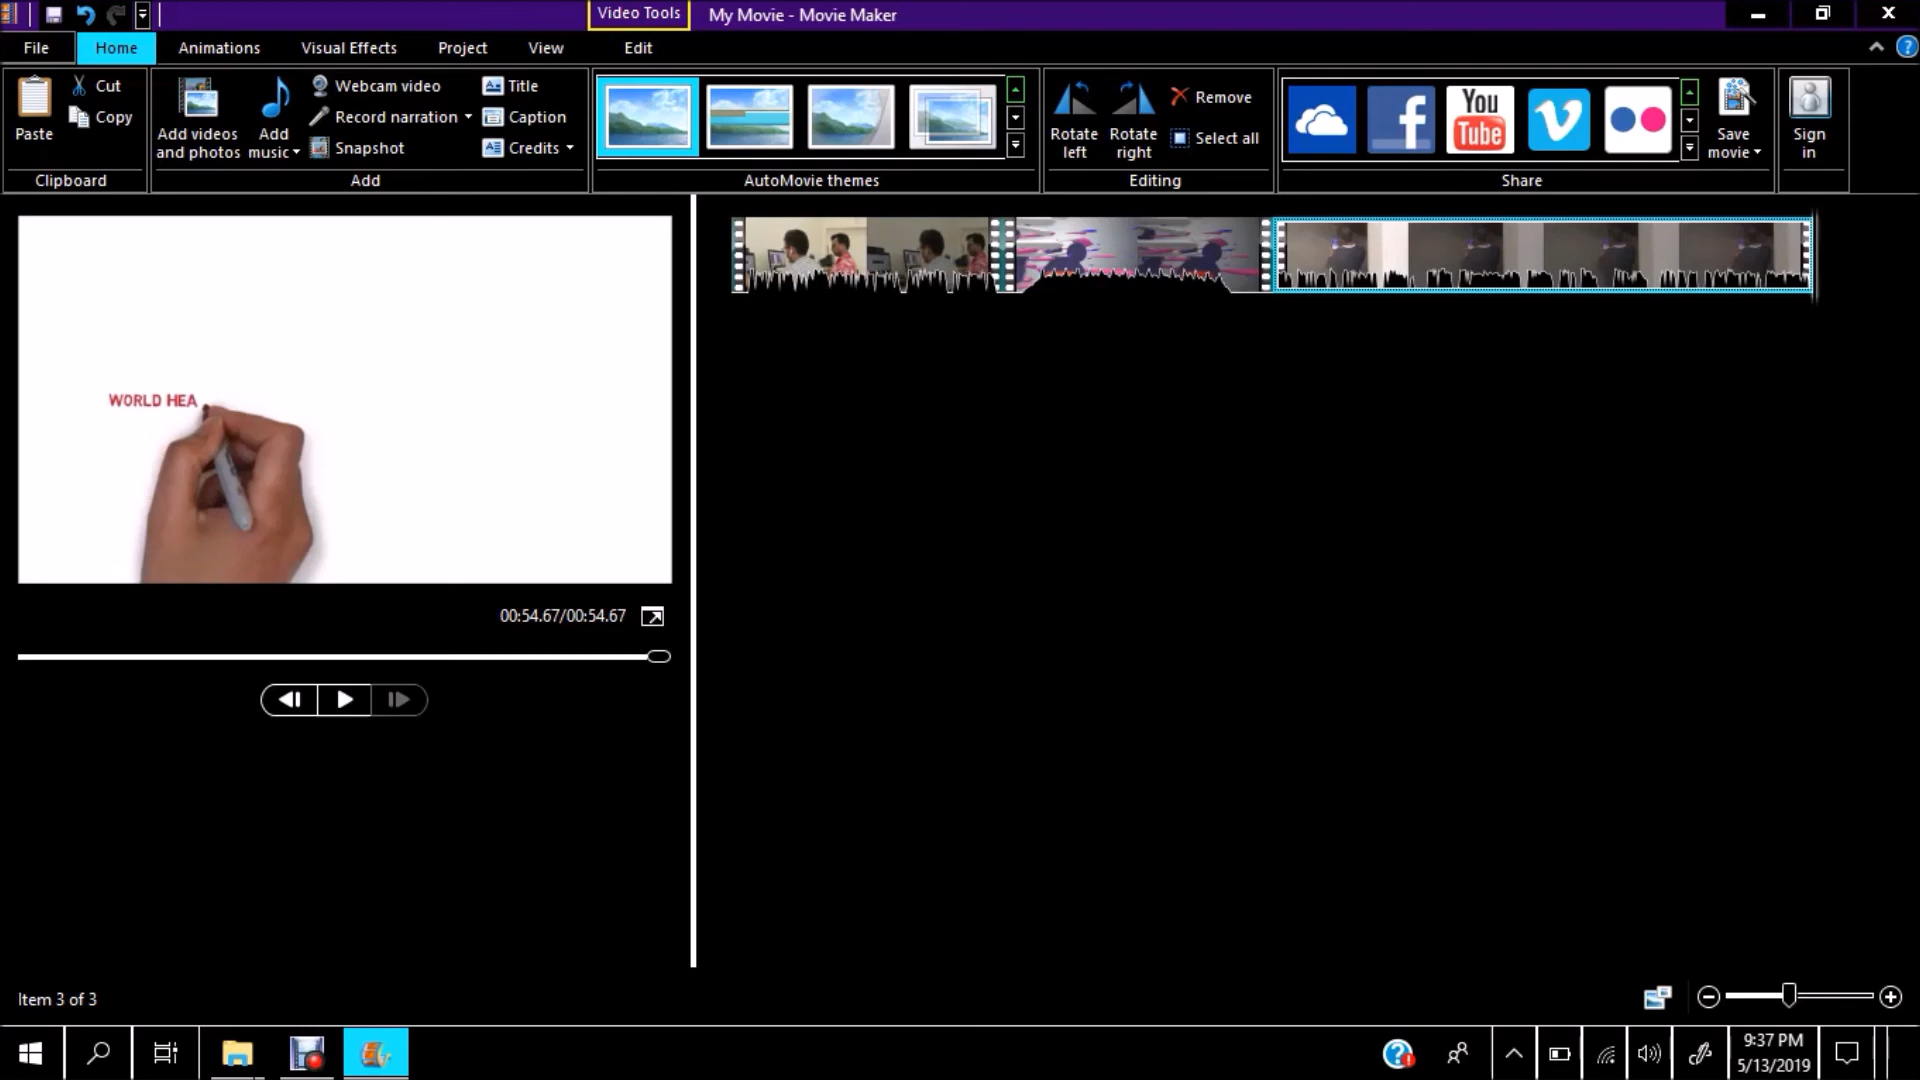 Video Tools
My Movie - Movie Maker
File
Home
Animations
Visual Effects
Project
View
Edit
Paste
Cut
Copy
Clipboard
Add videos
and photos
Add
music
Webcam video
Record narration
Snapshot
Title
Caption
Credits
Add
AutoMovie themes
Rotate
left
Rotate
right
Remove
Select all
Editing
You
Tube
Share
Save
movie
Sign
in
WORLD HEA
00:54.67/00:54.67
Item 3 of 3
9:37 PM
5/13/2019